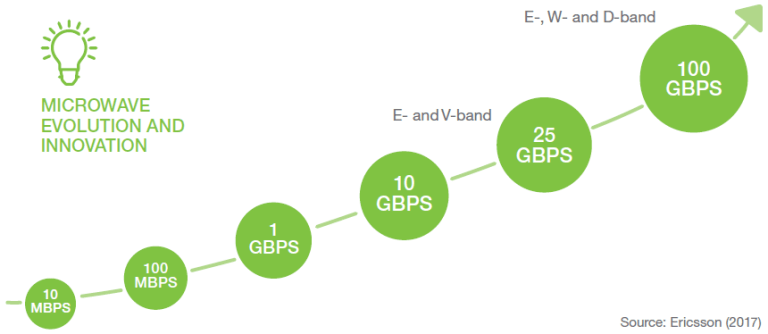 MICROWAVE
EVOLUTION AND
INNOVATION
10
MBPS
100
MBPS
1
GBPS
10
GBPS
E- and V-band
25
GBPS
E-, W- and D-band
100
GBPS
Source: Ericsson (2017)